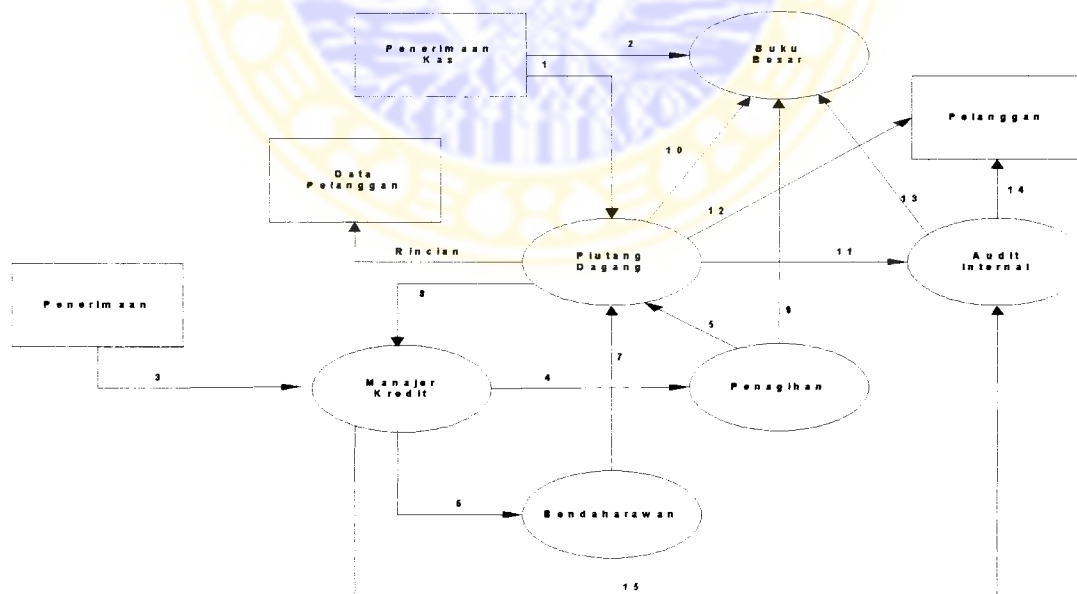 Penerimaan
Kas
2
1
Buku
Besar
Pelanggan
Data
Pelanggan
10
12
13
14
Rincian
Piutang
Dagang
11
Audit
Internal
Penerimaan
8
5
9
7
3
Manajer
Kredit
4
Penagihan
6
Bendaharawan
15